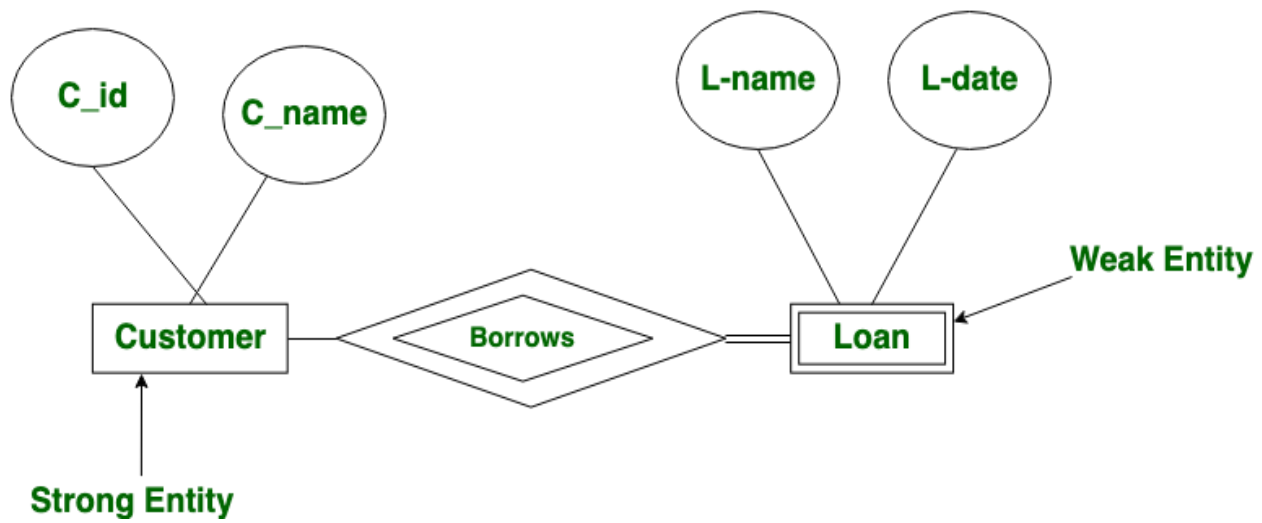 C_id
C_name
L-name
L-date
Weak Entity
Customer
Borrows
Loan
Strong Entity